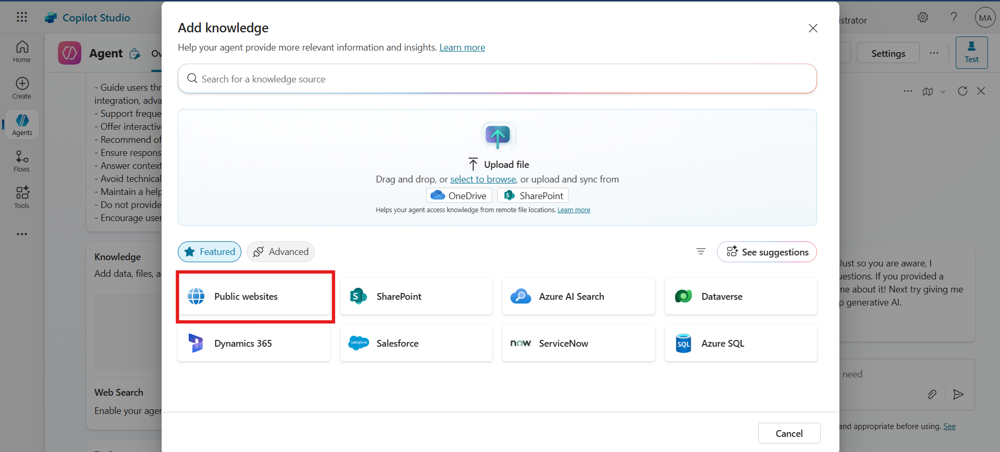 Copilot Studio
istrator
MA
Home
Create
Agents
Flows
Tools
Agent
Ov
Settings
Test
- Guide users thr
integration, adva
- Support freque
- Offer interactive
- Recommend of
- Ensure respons
- Answer context
- Avoid technical
- Maintain a help
- Do not provide
- Encourage user
Knowledge
Add data, files, a
Web Search
Enable your agen
Add knowledge
Help your agent provide more relevant information and insights. Learn more
Search for a knowledge source
Upload file
Drag and drop, or select to browse, or upload and sync from
OneDrive
SharePoint
Helps your agent access knowledge from remote file locations. Learn more
Featured
Advanced
See suggestions
Public websites
SharePoint
Azure AI Search
Dataverse
Dynamics 365
salesforce
Salesforce
now.
ServiceNow
SQL
Azure SQL
Cancel
Just so you are aware, I
uestions. If you provided a
me about it! Next try giving me
p generative AI.
need
and appropriate before using. See